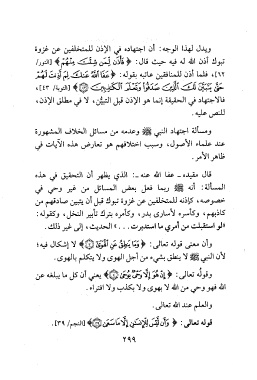 ويدل لهذا الوجه: أن اجتهاده في الإذن للمتخلفين عن غزوة
تبوك أذن الله له فيه حيث قال: ﴿فَأْذَن لِّمَن شِئْتَ مِنْهُمْ﴾ [النور/
٦٢]، فلما أذن للمنافقين عاتبه بقوله: ﴿عَفَا اللَّهُ عَنكَ لِمَ أَذِنتَ لَهُمْ
حَتَّىٰ يَتَبَيَّنَ لَكَ الَّذِينَ صَدَقُوا وَتَعْلَمَ الْكَاذِبِينَ﴾ [التوبة/ ٤٣]،
فالاجتهاد في الحقيقة إنما هو الإذن قبل التبيُّن، لا في مطلق الإذن،
للنص عليه.
ومسألة اجتهاد النبي ﷺ وعدمه من مسائل الخلاف المشهورة
عند علماء الأصول، وسبب اختلافهم هو تعارض هذه الآيات في
ظاهر الأمر.
قال مقيده ـ عفا الله عنه ـ: الذي يظهر أن التحقيق في هذه
المسألة: أنه ﷺ ربما فعل بعض المسائل من غير وحي في
خصوصه، كإذنه للمتخلفين عن غزوة تبوك قبل أن يتبين صادقهم من
كاذبهم، وكأسره لأسارى بدر، وكأمره بترك تأبير النخل، وكقوله:
«لو استقبلت من أمري ما استدبرت . . .» الحديث، إلى غير ذلك.
وأن معنى قوله تعالى: ﴿وَمَا يَنطِقُ عَنِ الْهَوَىٰ﴾ لا إشكال فيه؛
لأن النبي ﷺ لا ينطق بشيء من أجل الهوى ولا يتكلم بالهوى.
وقوله تعالى: ﴿إِنْ هُوَ إِلَّا وَحْيٌ يُوحَىٰ﴾ يعني أن كل ما يبلغه عن
الله فهو وحي من الله لا بهوى ولا بكذب ولا افتراء.
والعلم عند الله تعالى.
قوله تعالى: ﴿وَأَن لَّيْسَ لِلْإِنسَانِ إِلَّا مَا سَعَىٰ﴾ [النجم/ ٣٩].
٢٩٩